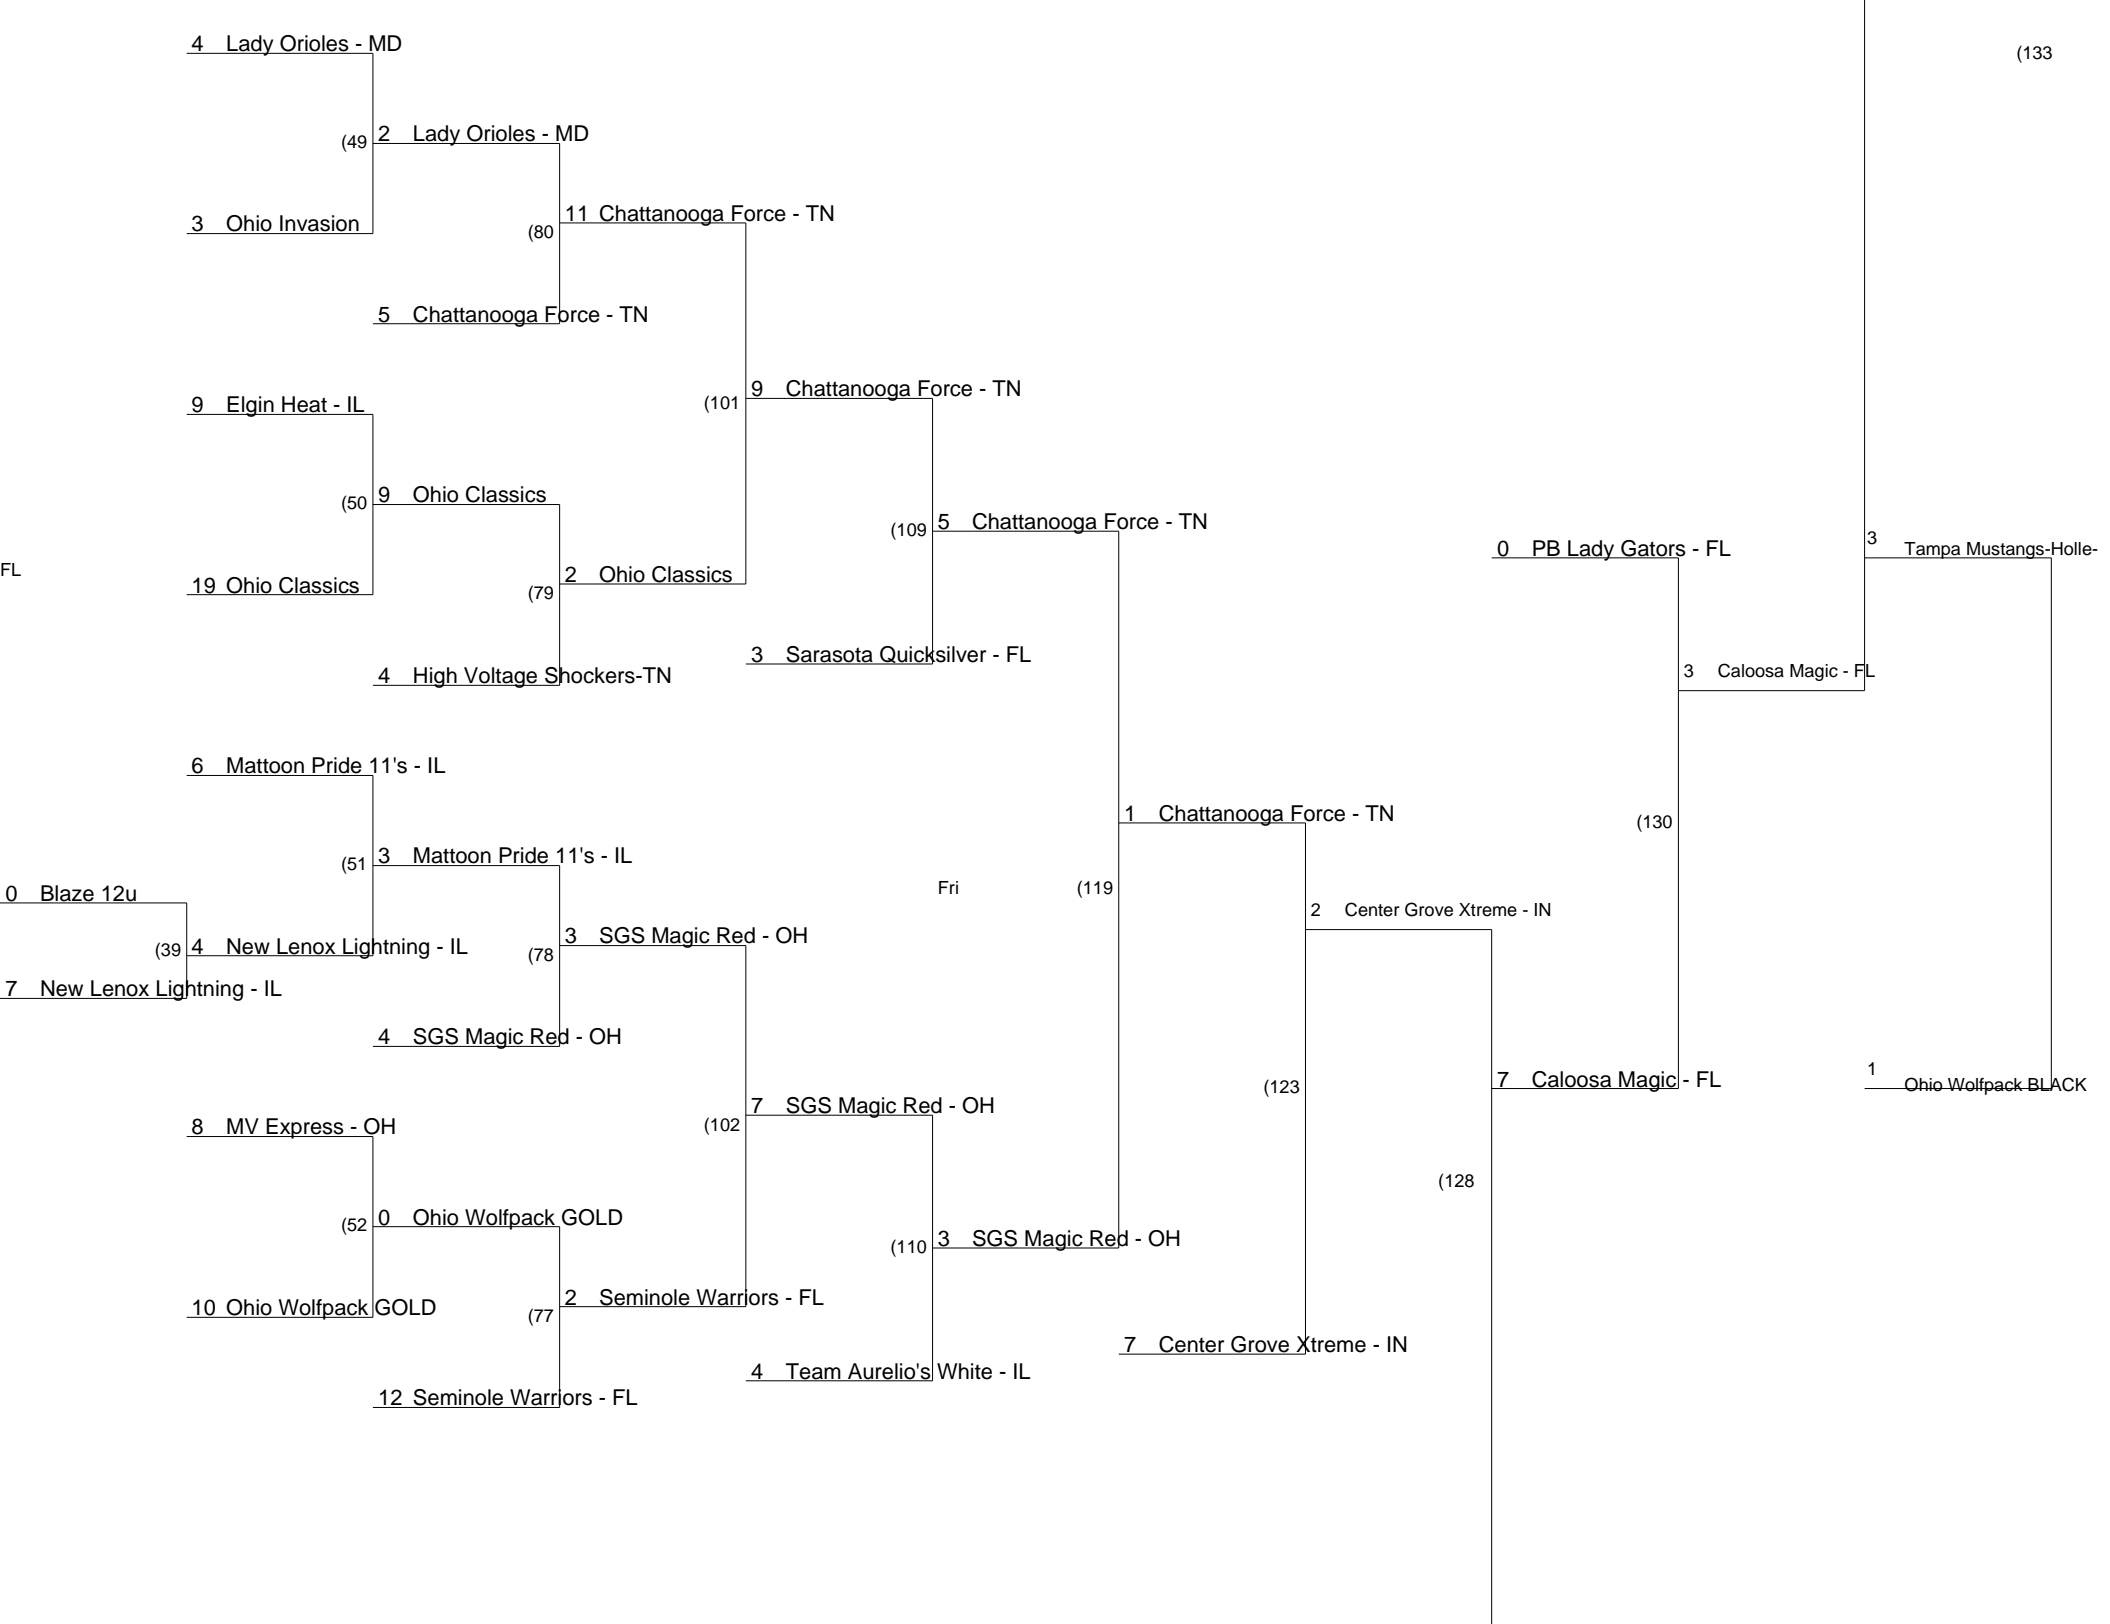 4 Lady Orioles - MD
(133
(49 2 Lady Orioles - MD
11 Chattanooga Force - TN
3 Ohio Invasion
(80
5 Chattanooga Force - TN
9 Chattanooga Force - TN
9 Elgin Heat - IL
(101
9 Ohio Classics
(50
5 Chattanooga Force - TN
(109
3
0 PB Lady Gators - FL
Tampa Mustangs-Holle-
FL
2 Ohio Classics
19 Ohio Classics
(79
3 Sarasota Quicksilver - FL
3 Caloosa Magic - FL
4 High Voltage Shockers-TN
6 Mattoon Pride 11's - IL
1 Chattanooga Force - TN
(130
(51 3 Mattoon Pride 11's - IL
Fri
(119
0 Blaze 12u
2 Center Grove Xtreme - IN
3 SGS Magic Red - OH
(39 4 New Lenox Lightning - IL
(78
7 New Lenox Lightning - IL
4 SGS Magic Red - OH
1
7 Caloosa Magic - FL
Ohio Wolfpack BLACK
(123
7 SGS Magic Red - OH
8 MV Express - OH
(102
(128
(52 0 Ohio Wolfpack GOLD
3 SGS Magic Red - OH
(110
2 Seminole Warriors - FL
10 Ohio Wolfpack GOLD
(77
7 Center Grove Xtreme - IN
4 Team Aurelio's White - IL
12 Seminole Warriors - FL